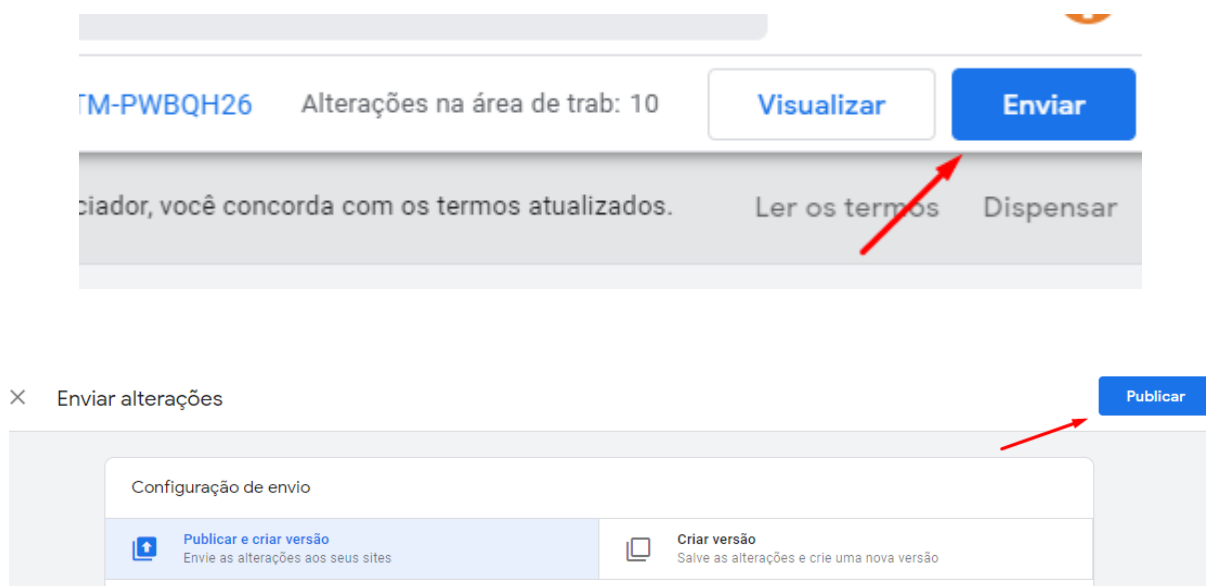 TM-PWBQH26 Alterações na área de trab: 10 Visualizar Enviar
ciador, você concorda com os termos atualizados. Ler os termos Dispensar
Enviar alterações Publicar
Configuração de envio
Publicar e criar versão Criar versão
Envie as alterações aos seus sites Salve as alterações e crie uma nova versão